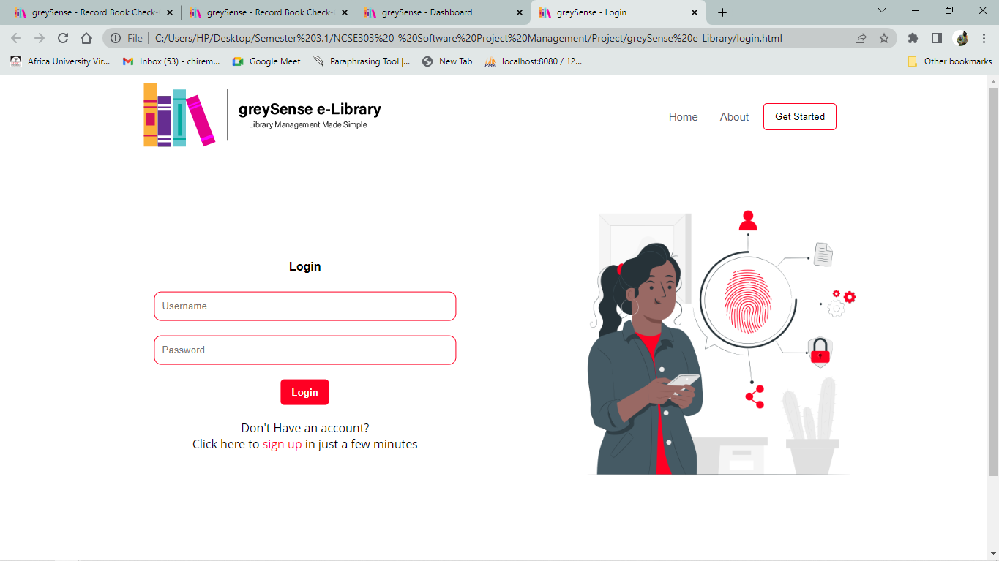 greySense - Record Book Check-
greySense - Record Book Check-
greySense - Dashboard
greySense - Login
File
C:/Users/HP/Desktop/Semester%203.1/NCSE303%20-%20Software%20Project%20Management/Project/greySense%20e-Library/login.html
Africa University Vir...
Inbox (53) - chirem...
Google Meet
Paraphrasing Tool |...
New Tab
PMA
localhost:8080 / 12...
Other bookmarks
greySense e-Library
Library Management Made Simple
Home
About
Get Started
Login
Username
Password
Login
Don't Have an account?
Click here to sign up in just a few minutes